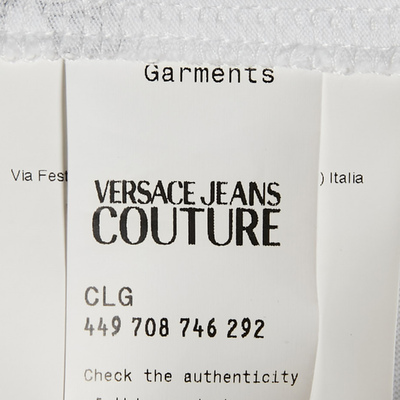 Garments
Via Fest
) Italia
VERSACE JEANS
COUTURE
CLG
449 708 746 292
Check the authenticity